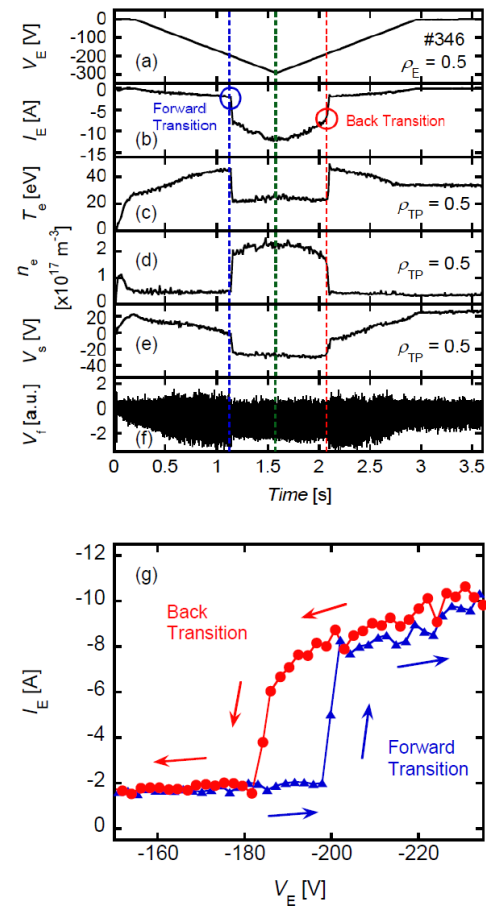 0
-100
-200
-300
V_E [V]
(a)
#346
ρ_E = 0.5
0
-5
-10
-15
I_E [A]
(b)
Forward
Transition
Back Transition
40
20
0
T_e [eV]
(c)
ρ_TP = 0.5
2
1
0
n_e
[x10^17 m^-3]
(d)
ρ_TP = 0.5
20
0
-20
-40
V_s [V]
(e)
ρ_TP = 0.5
0
-2
V_f [a.u.]
(f)
0 0.5 1 1.5 2 2.5 3 3.5
Time [s]
(g)
-12
-10
-8
-6
-4
-2
0
I_E [A]
Back
Transition
Forward
Transition
-160 -180 -200 -220
V_E [V]